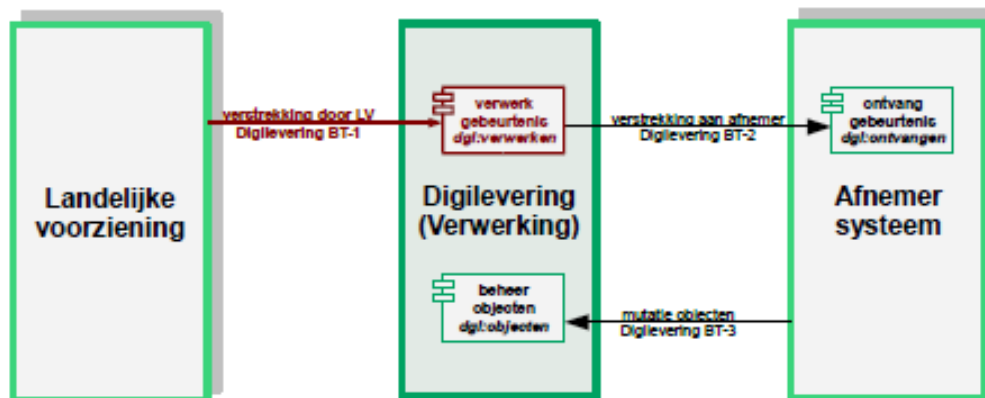 Landelijke
voorziening
verstrekking door LV
Digilevering BT-1
verwerk
gebeurtenis
dgl:verwerken
Digilevering
(Verwerking)
beheer
objecten
dgl:objecten
verstrekking aan afnemer
Digilevering BT-2
mutatie objecten
Digilevering BT-3
ontvang
gebeurtenis
dgl:ontvangen
Afnemer
systeem